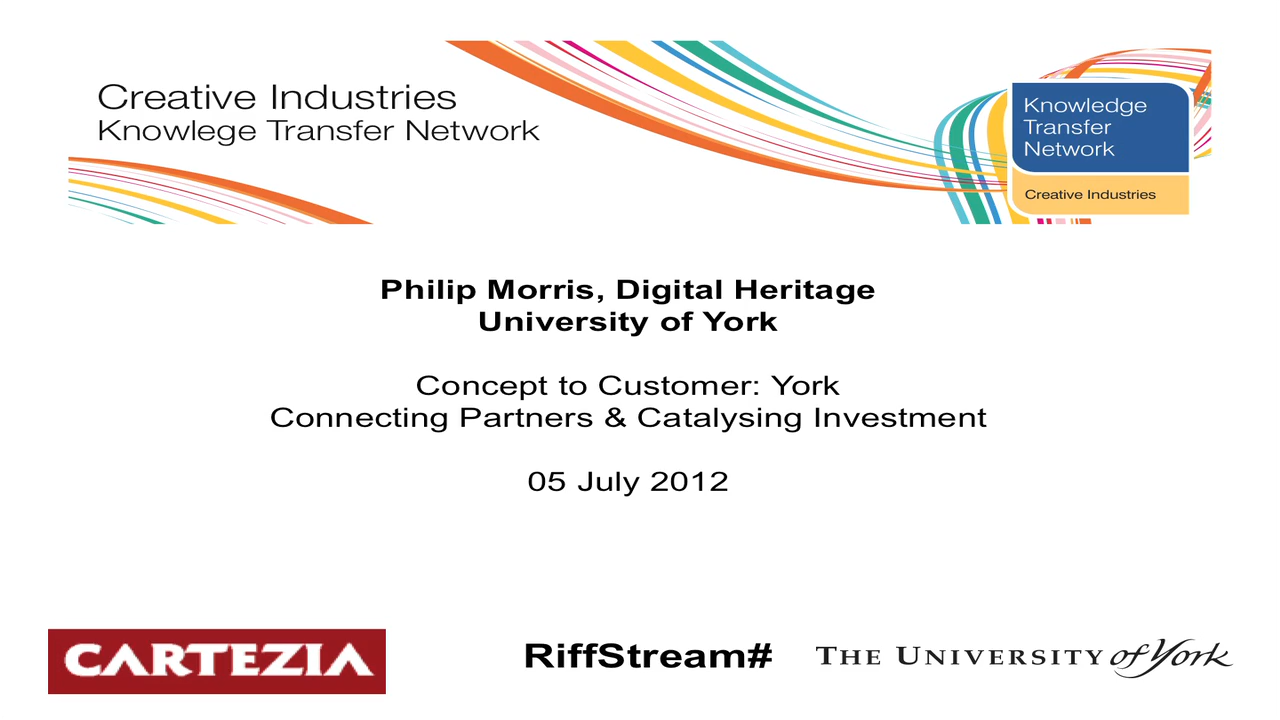 Creative Industries
Knowlege Transfer Network
Knowledge
Transfer
Network
Creative Industries
Philip Morris, Digital Heritage
University of York
Concept to Customer: York
Connecting Partners & Catalysing Investment
05 July 2012
CARTEZIA
RiffStream#
THE UNIVERSITY of York